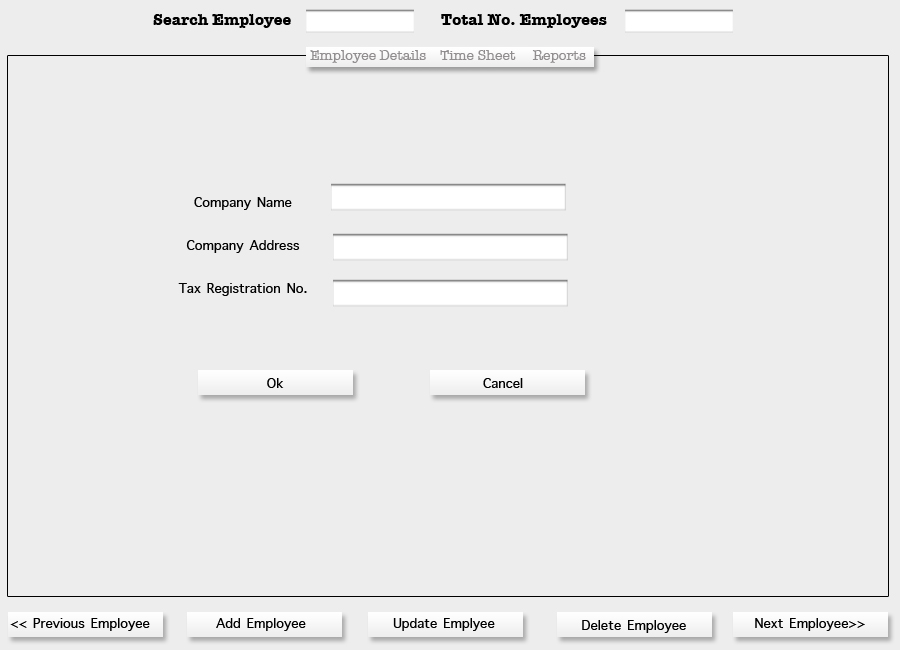 Search Employee Total No. Employees
Employee Details Time Sheet Reports
Company Name
Company Address
Tax Registration No.
Ok Cancel
<< Previous Employee Add Employee Update Emplyee Delete Employee Next Employee>>